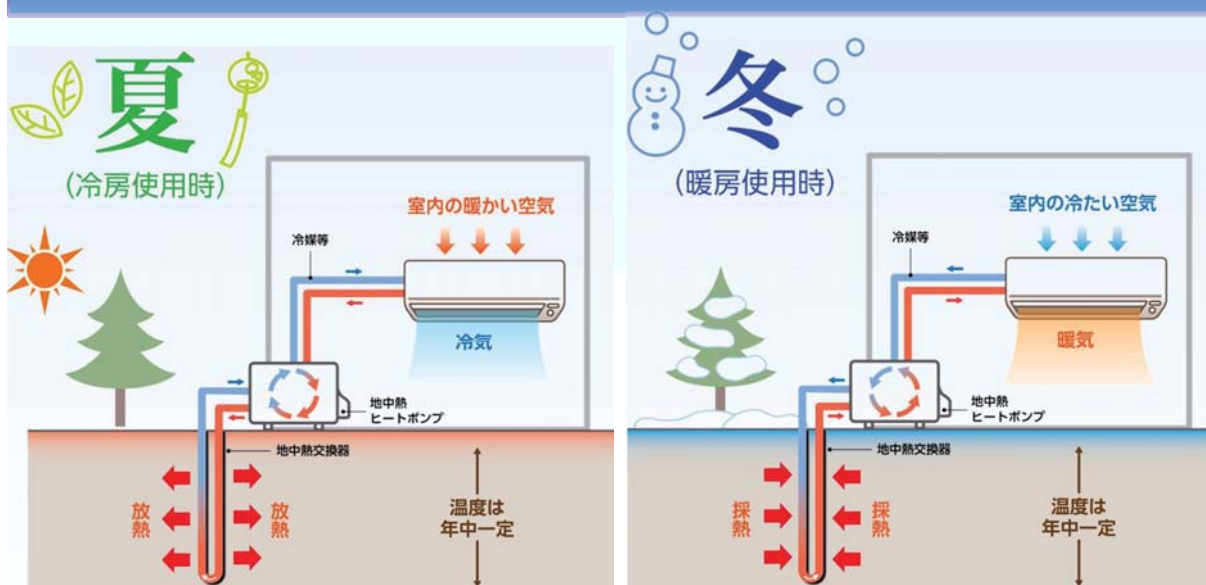 夏
(冷房使用時)
室内の暖かい空気
冷媒等
冷気
地中熱
ヒートポンプ
地中熱交換器
放熱
放熱
温度は
年中一定
冬
(暖房使用時)
室内の冷たい空気
冷媒等
暖気
地中熱
ヒートポンプ
地中熱交換器
採熱
採熱
温度は
年中一定